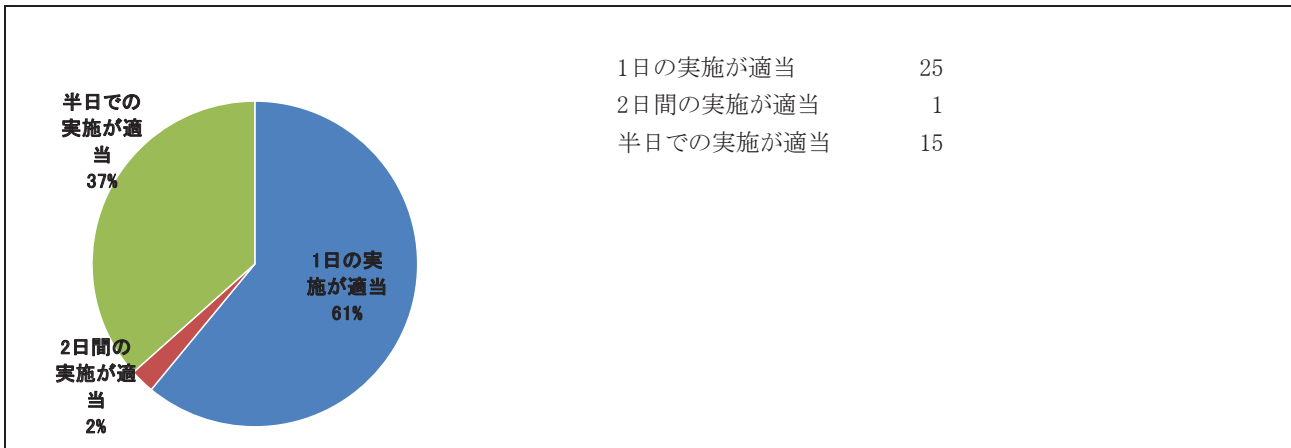 半日での
実施が適
当
37%
1日の実
施が適当
61%
2日間の
実施が適
当
2%
1日の実施が適当 25
2日間の実施が適当 1
半日での実施が適当 15